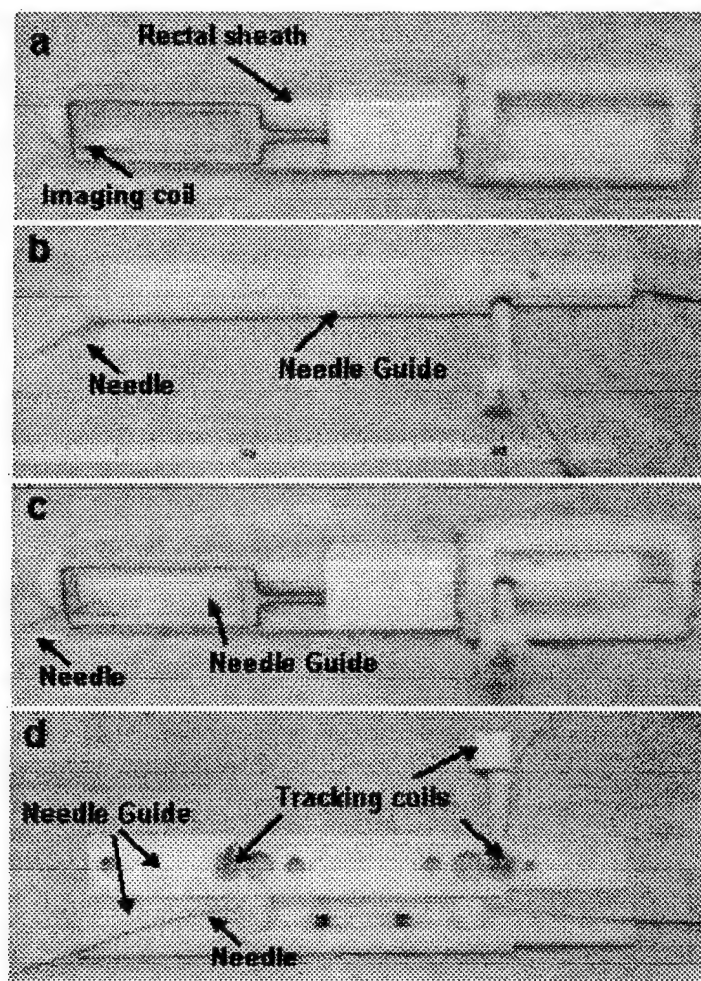 a
Rectal sheath
Imaging coil
b
Needle
Needle Guide
c
Needle
Needle Guide
d
Tracking coils
Needle Guide
Needle